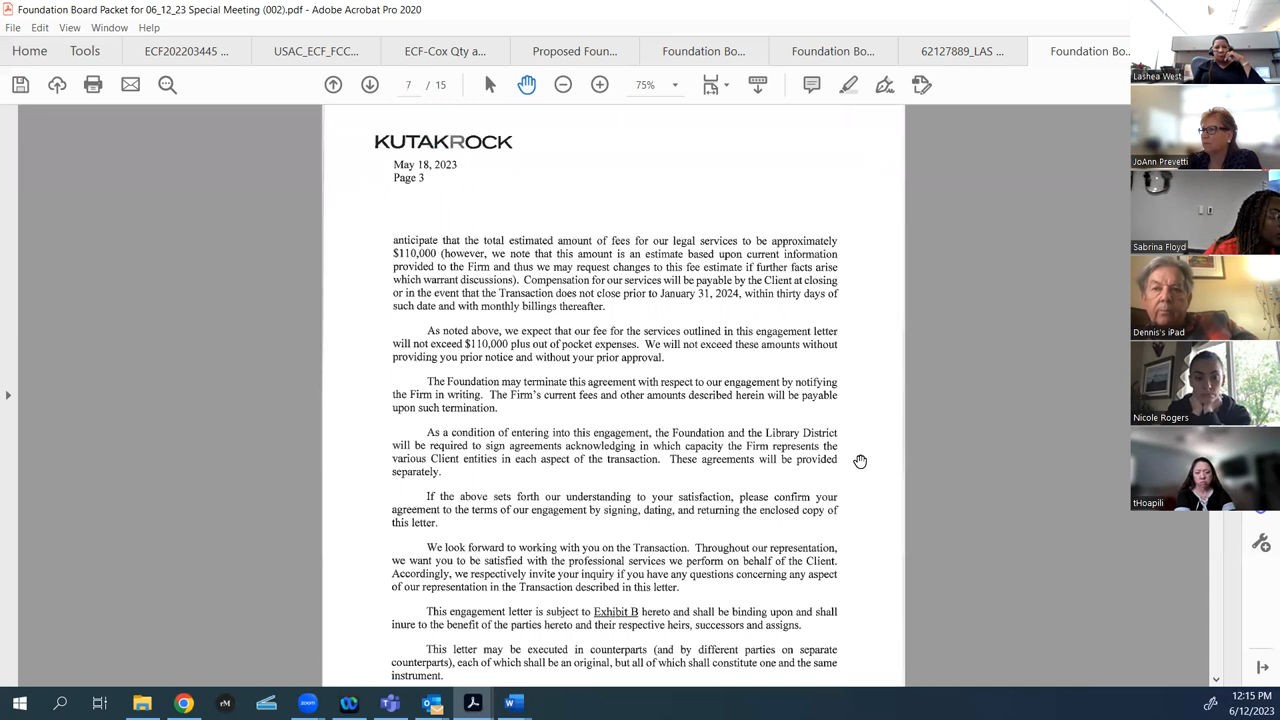 Foundation Board Packet for 06_12_23 Special Meeting (002).pdf - Adobe Acrobat Pro 2020
File Edit View Window Help
Home Tools ECF202203445 ... USAC_ECF_FCC... ECF-Cox Qty a... Proposed Foun... Foundation Bo... Foundation Bo... 62127889_LAS ... Foundation Bo...
7 / 15 75%
KUTAKROCK
May 18, 2023
Page 3
anticipate that the total estimated amount of fees for our legal services to be approximately
$110,000 (however, we note that this amount is an estimate based upon current information
provided to the Firm and thus we may request changes to this fee estimate if further facts arise
which warrant discussions). Compensation for our services will be payable by the Client at closing
or in the event that the Transaction does not close prior to January 31, 2024, within thirty days of
such date and with monthly billings thereafter.
As noted above, we expect that our fee for the services outlined in this engagement letter
will not exceed $110,000 plus out of pocket expenses. We will not exceed these amounts without
providing you prior notice and without your prior approval.
The Foundation may terminate this agreement with respect to our engagement by notifying
the Firm in writing. The Firm's current fees and other amounts described herein will be payable
upon such termination.
As a condition of entering into this engagement, the Foundation and the Library District
will be required to sign agreements acknowledging in which capacity the Firm represents the
various Client entities in each aspect of the transaction. These agreements will be provided
separately.
If the above sets forth our understanding to your satisfaction, please confirm your
agreement to the terms of our engagement by signing, dating, and returning the enclosed copy of
this letter.
We look forward to working with you on the Transaction. Throughout our representation,
we want you to be satisfied with the professional services we perform on behalf of the Client.
Accordingly, we respectively invite your inquiry if you have any questions concerning any aspect
of our representation in the Transaction described in this letter.
This engagement letter is subject to Exhibit B hereto and shall be binding upon and shall
inure to the benefit of the parties hereto and their respective heirs, successors and assigns.
This letter may be executed in counterparts (and by different parties on separate
counterparts), each of which shall be an original, but all of which shall constitute one and the same
instrument.
Lashea West
JoAnn Prevetti
Sabrina Floyd
Dennis's iPad
Nicole Rogers
tHoapili
rM
zoom
12:15 PM
6/12/2023